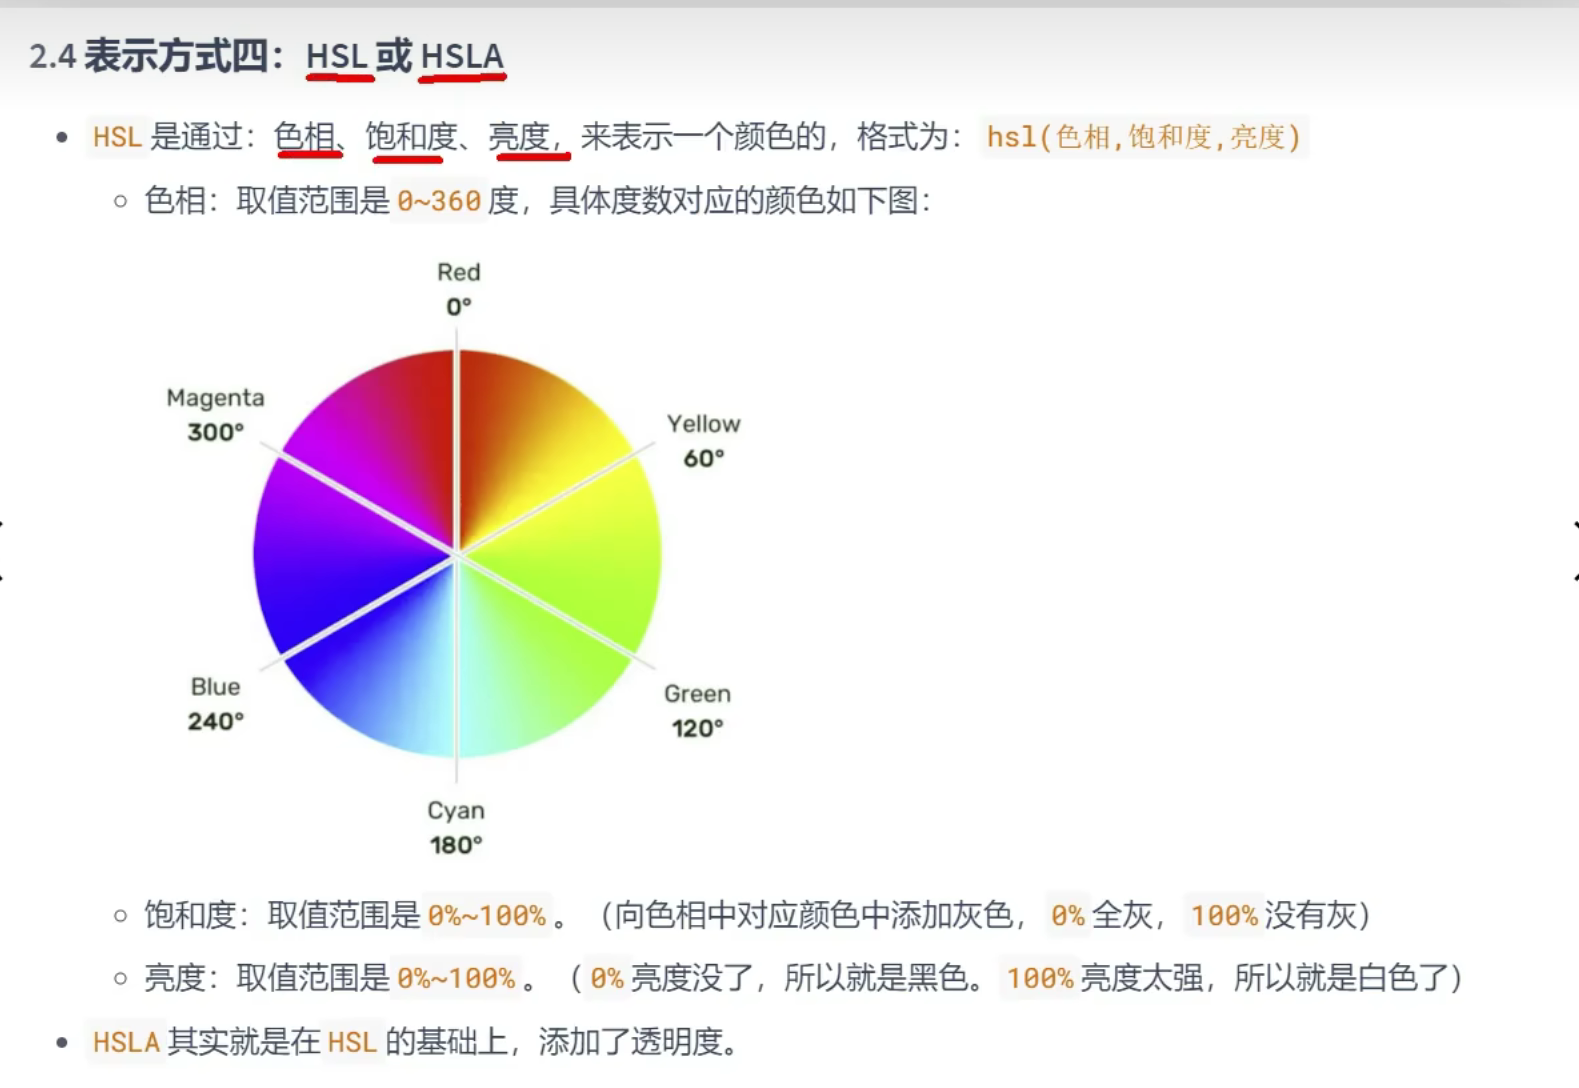 2.4 表示方式四：HSL 或 HSLA
HSL 是通过：色相、饱和度、亮度，来表示一个颜色的，格式为：hsl(色相,饱和度,亮度)
色相：取值范围是 0~360 度，具体度数对应的颜色如下图：
Red
0°
Magenta
300°
Yellow
60°
Blue
240°
Green
120°
Cyan
180°
饱和度：取值范围是 0%~100% 。（向色相中对应颜色中添加灰色，0% 全灰，100% 没有灰）
亮度：取值范围是 0%~100% 。（ 0% 亮度没了，所以就是黑色。100% 亮度太强，所以就是白色了）
HSLA 其实就是在 HSL 的基础上，添加了透明度。